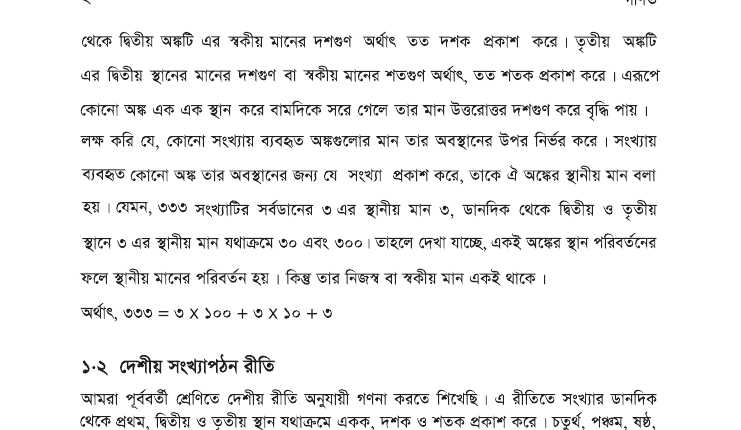 থেকে দ্বিতীয় অঙ্কটি এর স্বকীয় মানের দশগুণ অর্থাৎ তত দশক প্রকাশ করে। তৃতীয় অঙ্কটি
এর দ্বিতীয় স্থানের মানের দশগুণ বা স্বকীয় মানের শতগুণ অর্থাৎ, তত শতক প্রকাশ করে। এরূপে
কোনো অঙ্ক এক এক স্থান করে বামদিকে সরে গেলে তার মান উত্তরোত্তর দশগুণ করে বৃদ্ধি পায়।
লক্ষ করি যে, কোনো সংখ্যায় ব্যবহৃত অঙ্কগুলোর মান তার অবস্থানের উপর নির্ভর করে। সংখ্যায়
ব্যবহৃত কোনো অঙ্ক তার অবস্থানের জন্য যে সংখ্যা প্রকাশ করে, তাকে ঐ অঙ্কের স্থানীয় মান বলা
হয়। যেমন, ৩৩৩ সংখ্যাটির সর্বডানের ৩ এর স্থানীয় মান ৩, ডানদিক থেকে দ্বিতীয় ও তৃতীয়
স্থানে ৩ এর স্থানীয় মান যথাক্রমে ৩০ এবং ৩০০। তাহলে দেখা যাচ্ছে, একই অঙ্কের স্থান পরিবর্তনের
ফলে স্থানীয় মানের পরিবর্তন হয়। কিন্তু তার নিজস্ব বা স্বকীয় মান একই থাকে।
অর্থাৎ, ৩৩৩ = ৩ X ১০০ + ৩ X ১০ + ৩
১·২ দেশীয় সংখ্যাপঠন রীতি
আমরা পূর্ববর্তী শ্রেণিতে দেশীয় রীতি অনুযায়ী গণনা করতে শিখেছি। এ রীতিতে সংখ্যার ডানদিক
থেকে প্রথম, দ্বিতীয় ও তৃতীয় স্থান যথাক্রমে একক, দশক ও শতক প্রকাশ করে। চতুর্থ, পঞ্চম, ষষ্ঠ,